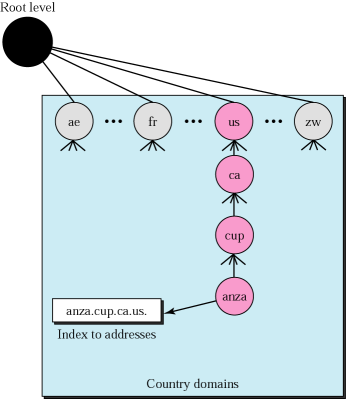 Root level
ae ••• fr ••• us ••• zw
ca
cup
anza
anza.cup.ca.us.
Index to addresses
Country domains